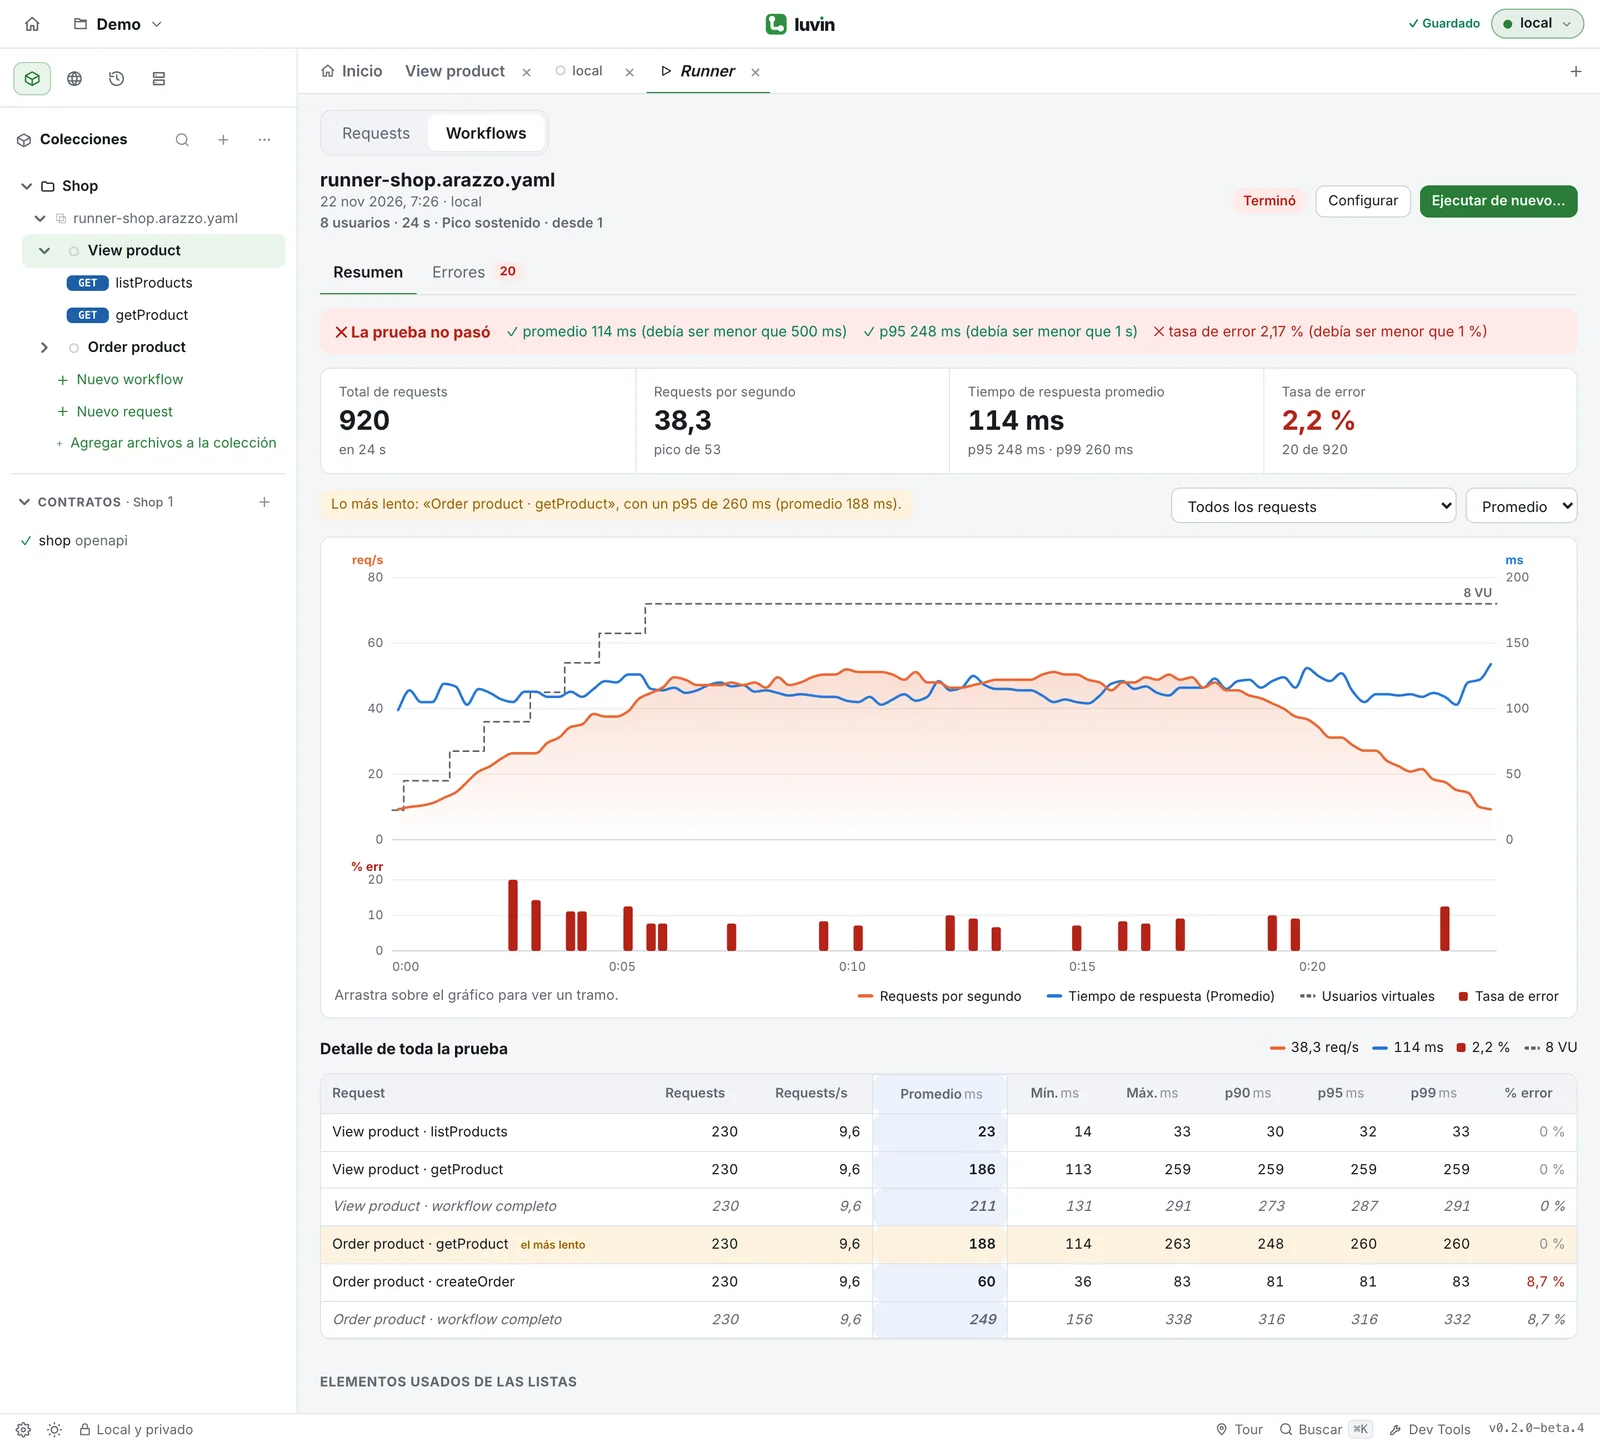 Demo
luvin
Guardado
local
Inicio
View product
local
Runner
Colecciones
Shop
runner-shop.arazzo.yaml
View product
GET listProducts
GET getProduct
Order product
Nuevo workflow
Nuevo request
Agregar archivos a la colección
CONTRATOS · Shop 1
shop openapi
Requests
Workflows
runner-shop.arazzo.yaml
22 nov 2026, 7:26 · local
8 usuarios · 24 s · Pico sostenido · desde 1
Terminó
Configurar
Ejecutar de nuevo...
Resumen
Errores 20
La prueba no pasó ✓ promedio 114 ms (debía ser menor que 500 ms) ✓ p95 248 ms (debía ser menor que 1 s) ✕ tasa de error 2,17 % (debía ser menor que 1 %)
Total de requests
920
en 24 s
Requests por segundo
38,3
pico de 53
Tiempo de respuesta promedio
114 ms
p95 248 ms · p99 260 ms
Tasa de error
2,2 %
20 de 920
Lo más lento: «Order product · getProduct», con un p95 de 260 ms (promedio 188 ms).
Todos los requests
Promedio
req/s
ms
80
200
8 VU
60
150
40
100
20
50
0
0
% err
20
10
0
0:00
0:05
0:10
0:15
0:20
Arrastra sobre el gráfico para ver un tramo.
Requests por segundo
Tiempo de respuesta (Promedio)
Usuarios virtuales
Tasa de error
Detalle de toda la prueba
38,3 req/s 114 ms 2,2 % 8 VU
Request Requests Requests/s Promedio ms Mín. ms Máx. ms p90 ms p95 ms p99 ms % error
View product · listProducts 230 9,6 23 14 33 30 32 33 0 %
View product · getProduct 230 9,6 186 113 259 259 259 259 0 %
View product · workflow completo 230 9,6 211 131 291 273 287 291 0 %
Order product · getProduct el más lento 230 9,6 188 114 263 248 260 260 0 %
Order product · createOrder 230 9,6 60 36 83 81 81 83 8,7 %
Order product · workflow completo 230 9,6 249 156 338 316 316 332 8,7 %
ELEMENTOS USADOS DE LAS LISTAS
Local y privado
Tour
Buscar ⌘K
Dev Tools
v0.2.0-beta.4